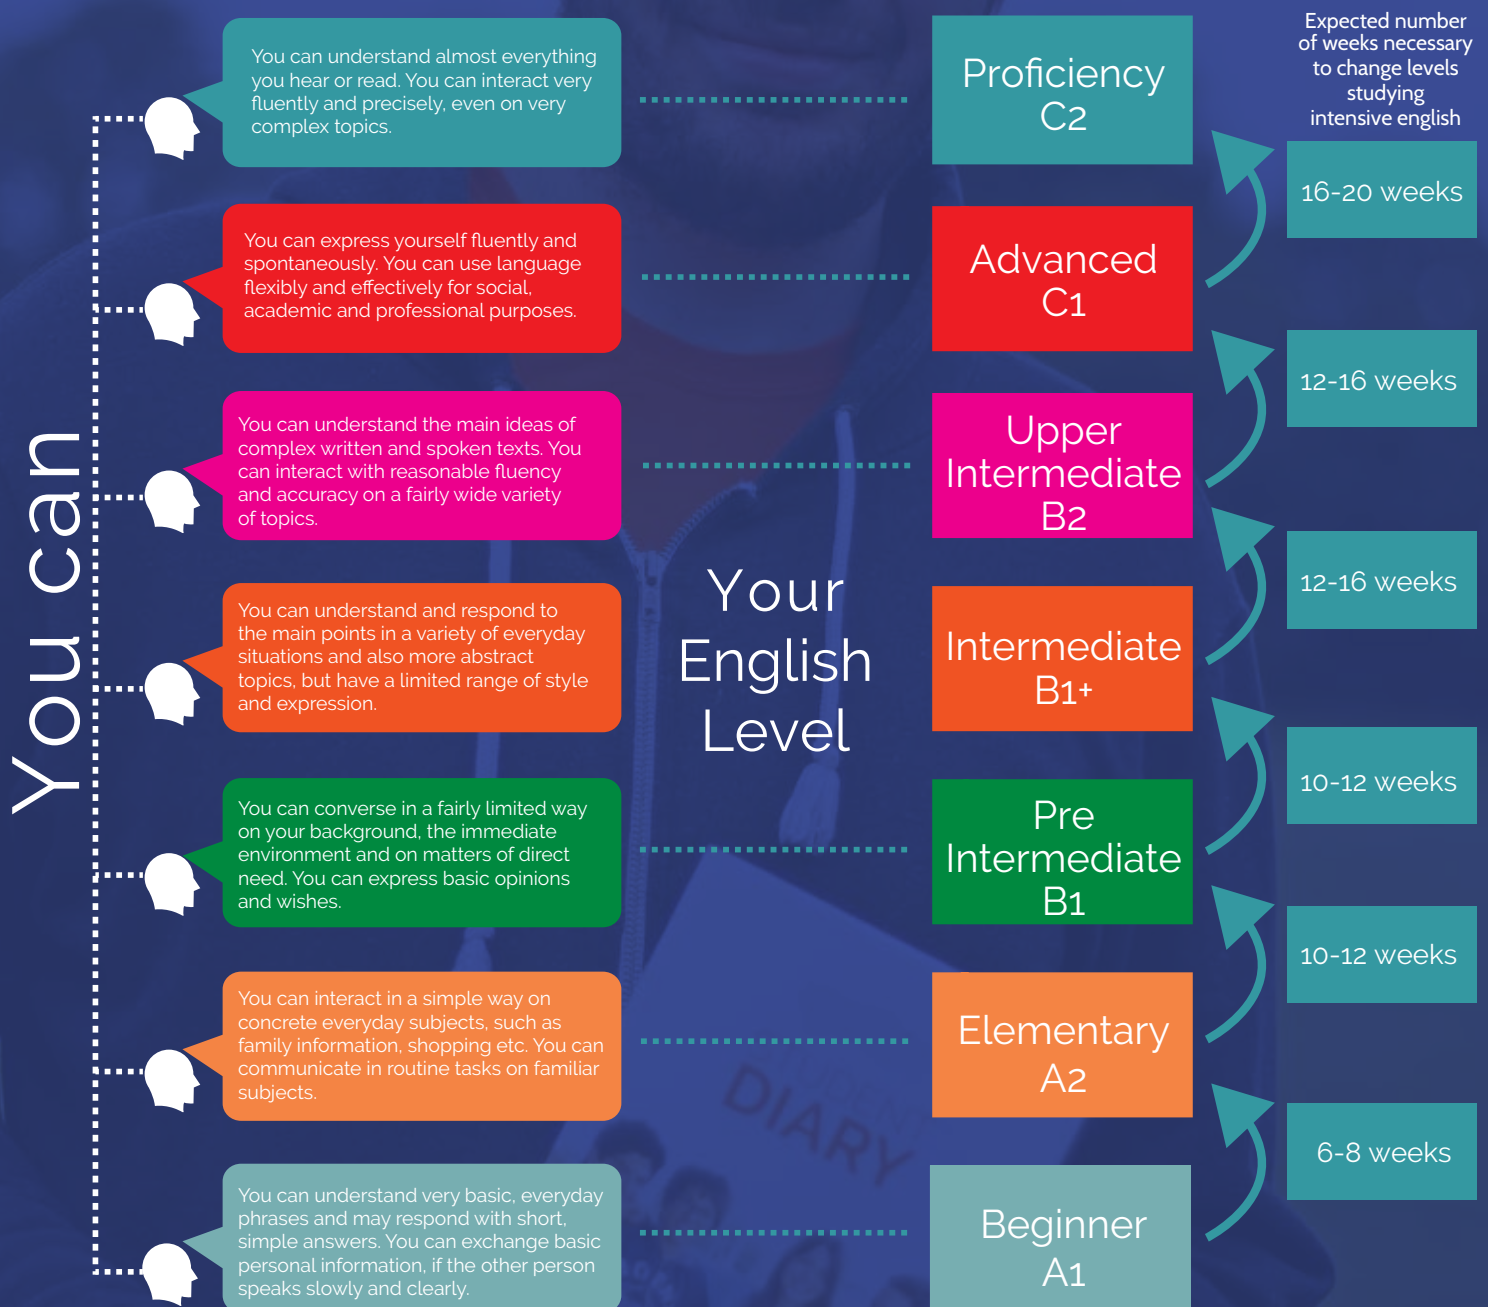 You can
You can understand almost everything
you hear or read. You can interact very
fluently and precisely, even on very
complex topics.
Proficiency
C2
Expected number
of weeks necessary
to change levels
studying
intensive english
16-20 weeks
You can express yourself fluently and
spontaneously. You can use language
flexibly and effectively for social,
academic and professional purposes.
Advanced
C1
12-16 weeks
You can understand the main ideas of
complex written and spoken texts. You
can interact with reasonable fluency
and accuracy on a fairly wide variety
of topics.
Upper
Intermediate
B2
12-16 weeks
Your
English
Level
You can understand and respond to
the main points in a variety of everyday
situations and also more abstract
topics, but have a limited range of style
and expression.
Intermediate
B1+
10-12 weeks
You can converse in a fairly limited way
on your background, the immediate
environment and on matters of direct
need. You can express basic opinions
and wishes.
Pre
Intermediate
B1
10-12 weeks
You can interact in a simple way on
concrete everyday subjects, such as
family information, shopping etc. You can
communicate in routine tasks on familiar
subjects.
Elementary
A2
DIARY
6-8 weeks
You can understand very basic, everyday
phrases and may respond with short,
simple answers. You can exchange basic
personal information, if the other person
speaks slowly and clearly.
Beginner
A1